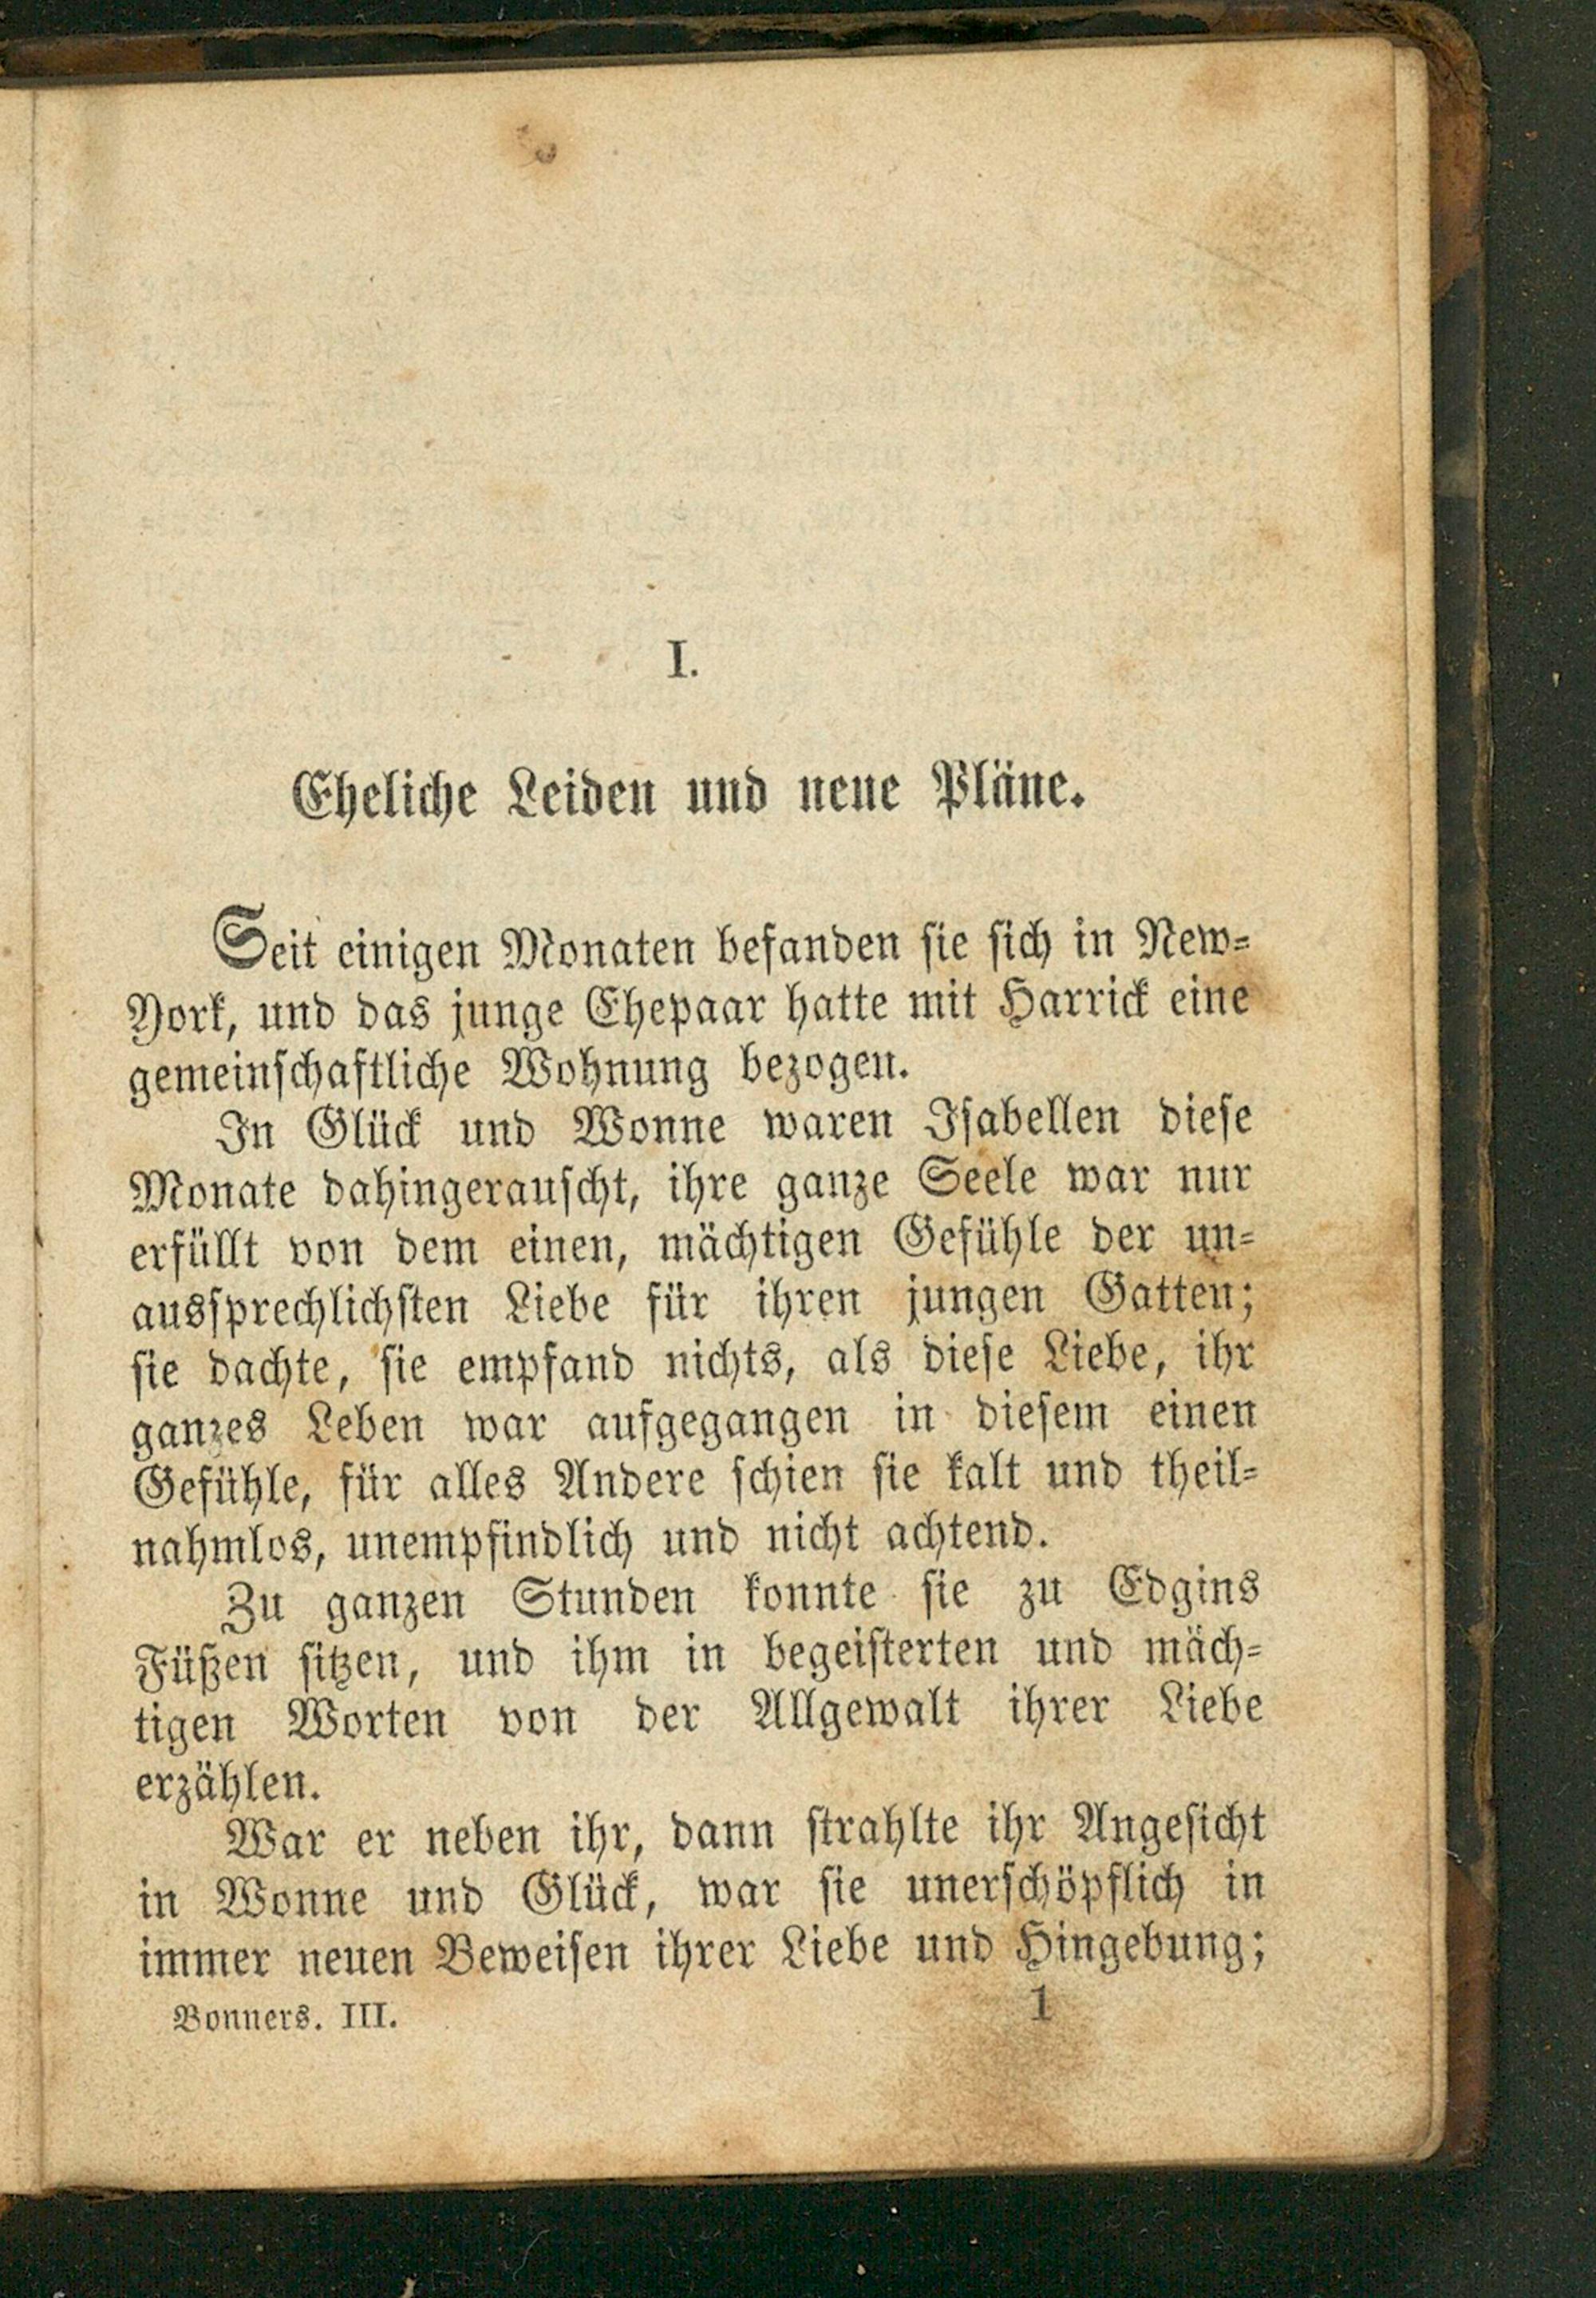 I.
Eheliche Leiden und neue Pläne.
Seit einigen Monaten befanden sie sich in New-
York, und das junge Ehepaar hatte mit Harrick eine
gemeinschaftliche Wohnung bezogen.
In Glück und Wonne waren Isabellen diese
Monate dahingerauscht, ihre ganze Seele war nur
erfüllt von dem einen, mächtigen Gefühle der un-
aussprechlichsten Liebe für ihren jungen Gatten;
sie dachte, sie empfand nichts, als diese Liebe, ihr
ganzes Leben war aufgegangen in diesem einen
Gefühle, für alles Andere schien sie kalt und theil-
nahmlos, unempfindlich und nicht achtend.
Zu ganzen Stunden konnte sie zu Edgins
Füßen sitzen, und ihm in begeisterten und mäch-
tigen Worten von der Allgewalt ihrer Liebe
erzählen.
War er neben ihr, dann strahlte ihr Angesicht
in Wonne und Glück, war sie unerschöpflich in
immer neuen Beweisen ihrer Liebe und Hingebung;
Bonners. III. 1